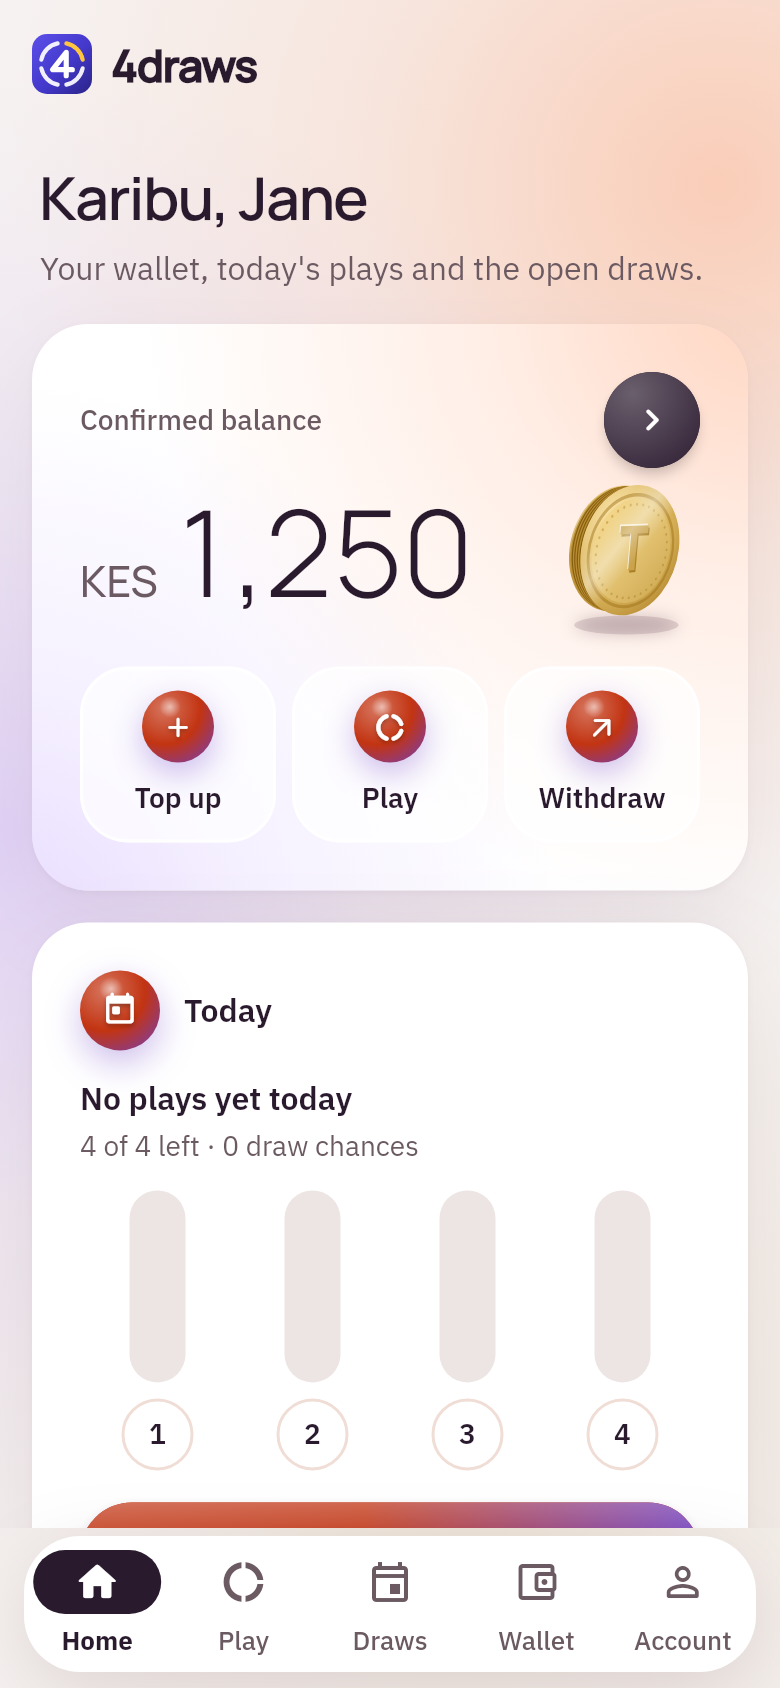 4
4draws
Karibu, Jane
Your wallet, today's plays and the open draws.
Confirmed balance
KES 1,250
T
Top up
Play
Withdraw
Today
No plays yet today
4 of 4 left · 0 draw chances
1
2
3
4
Home
Play
Draws
Wallet
Account